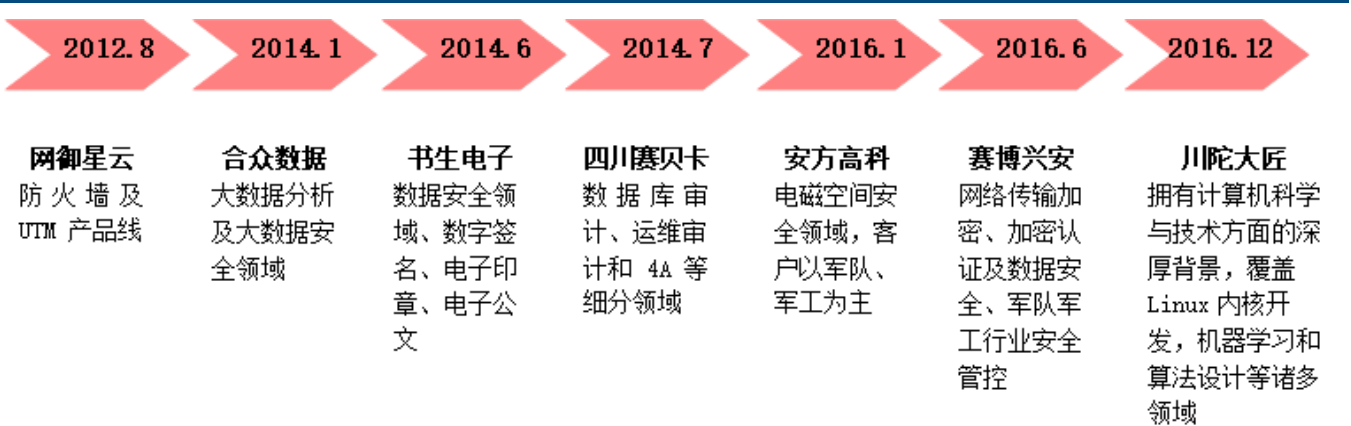 2012.8
2014.1
2014.6
2014.7
2016.1
2016.6
2016.12
网御星云
防火墙及
UTM 产品线
合众数据
大数据分析
及大数据安
全领域
书生电子
数据安全领
域、数字签
名、电子印
章、电子公
文
四川赛贝卡
数据库审
计、运维审
计和 4A 等
细分领域
安方高科
电磁空间安
全领域，客
户以军队、
军工为主
赛博兴安
网络传输加
密、加密认
证及数据安
全、军队军
工行业安全
管控
川陀大匠
拥有计算机科学
与技术方面的深
厚背景，覆盖
Linux 内核开
发，机器学习和
算法设计等诸多
领域